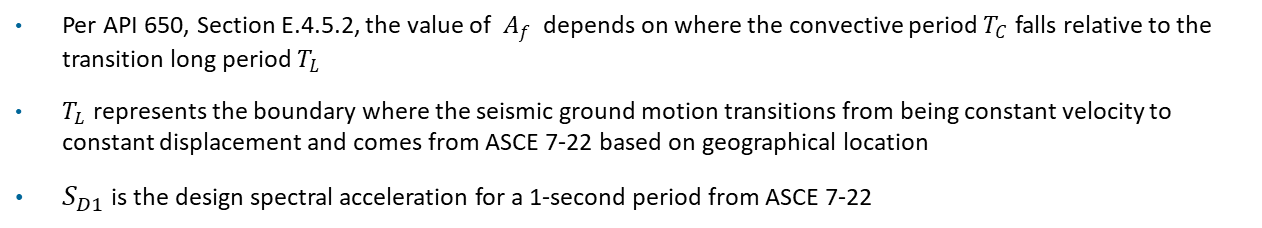 • Per API 650, Section E.4.5.2, the value of A_f depends on where the convective period T_C falls relative to the
transition long period T_L
• T_L represents the boundary where the seismic ground motion transitions from being constant velocity to
constant displacement and comes from ASCE 7-22 based on geographical location
• S_{D1} is the design spectral acceleration for a 1-second period from ASCE 7-22